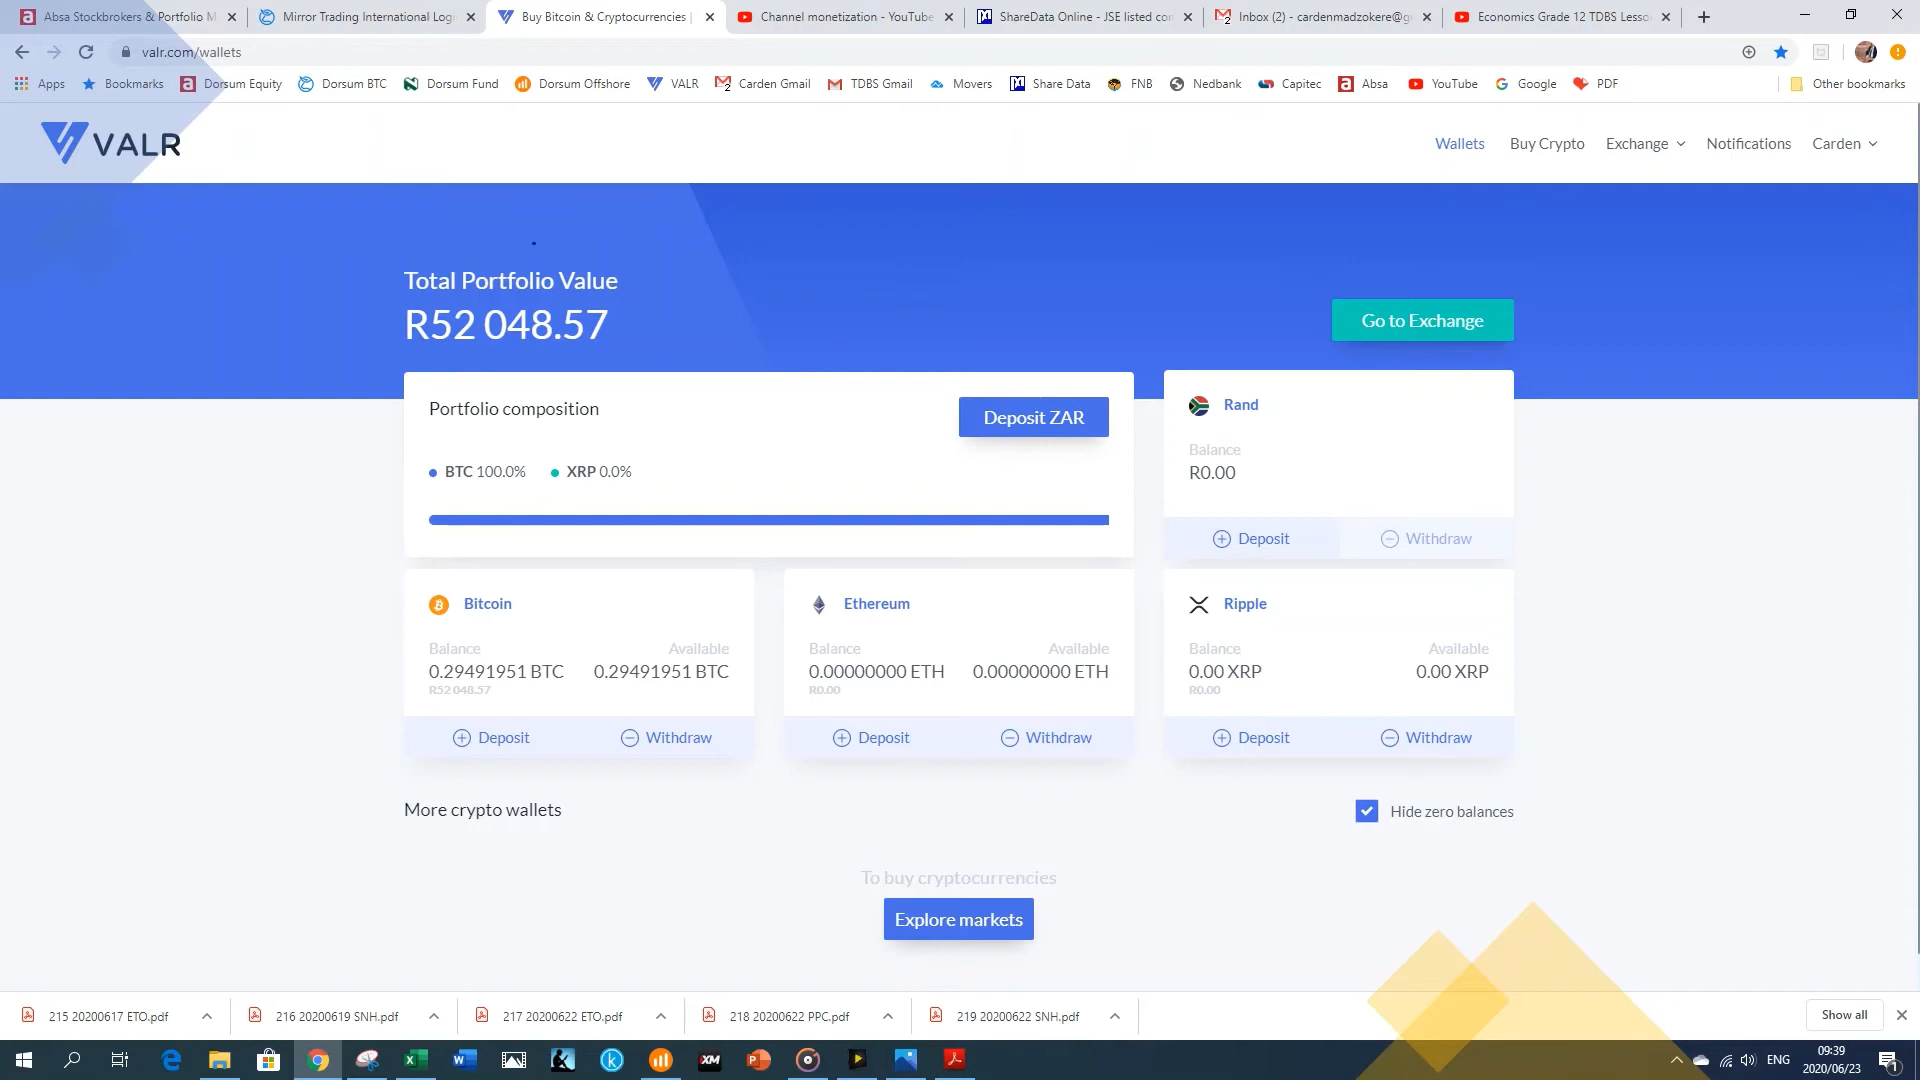 Absa Stockbrokers & Portfolio M
Mirror Trading International Logi
Buy Bitcoin & Cryptocurrencies |
Channel monetization - YouTube
ShareData Online - JSE listed con
Inbox (2) - cardenmadzokere@g
Economics Grade 12 TDBS Lesso
valr.com/wallets
Apps Bookmarks Dorsum Equity Dorsum BTC Dorsum Fund Dorsum Offshore VALR Carden Gmail TDBS Gmail Movers Share Data FNB Nedbank Capitec Absa YouTube Google PDF Other bookmarks
VALR
Wallets Buy Crypto Exchange Notifications Carden
Total Portfolio Value
R52 048.57
Go to Exchange
Portfolio composition
Deposit ZAR
BTC 100.0% XRP 0.0%
Rand
Balance
R0.00
Deposit Withdraw
Bitcoin
Balance Available
0.29491951 BTC 0.29491951 BTC
R52 048.57
Deposit Withdraw
Ethereum
Balance Available
0.00000000 ETH 0.00000000 ETH
R0.00
Deposit Withdraw
Ripple
Balance Available
0.00 XRP 0.00 XRP
R0.00
Deposit Withdraw
More crypto wallets
Hide zero balances
To buy cryptocurrencies
Explore markets
215 20200617 ETO.pdf
216 20200619 SNH.pdf
217 20200622 ETO.pdf
218 20200622 PPC.pdf
219 20200622 SNH.pdf
Show all
XM
ENG
09:39
2020/06/23
1